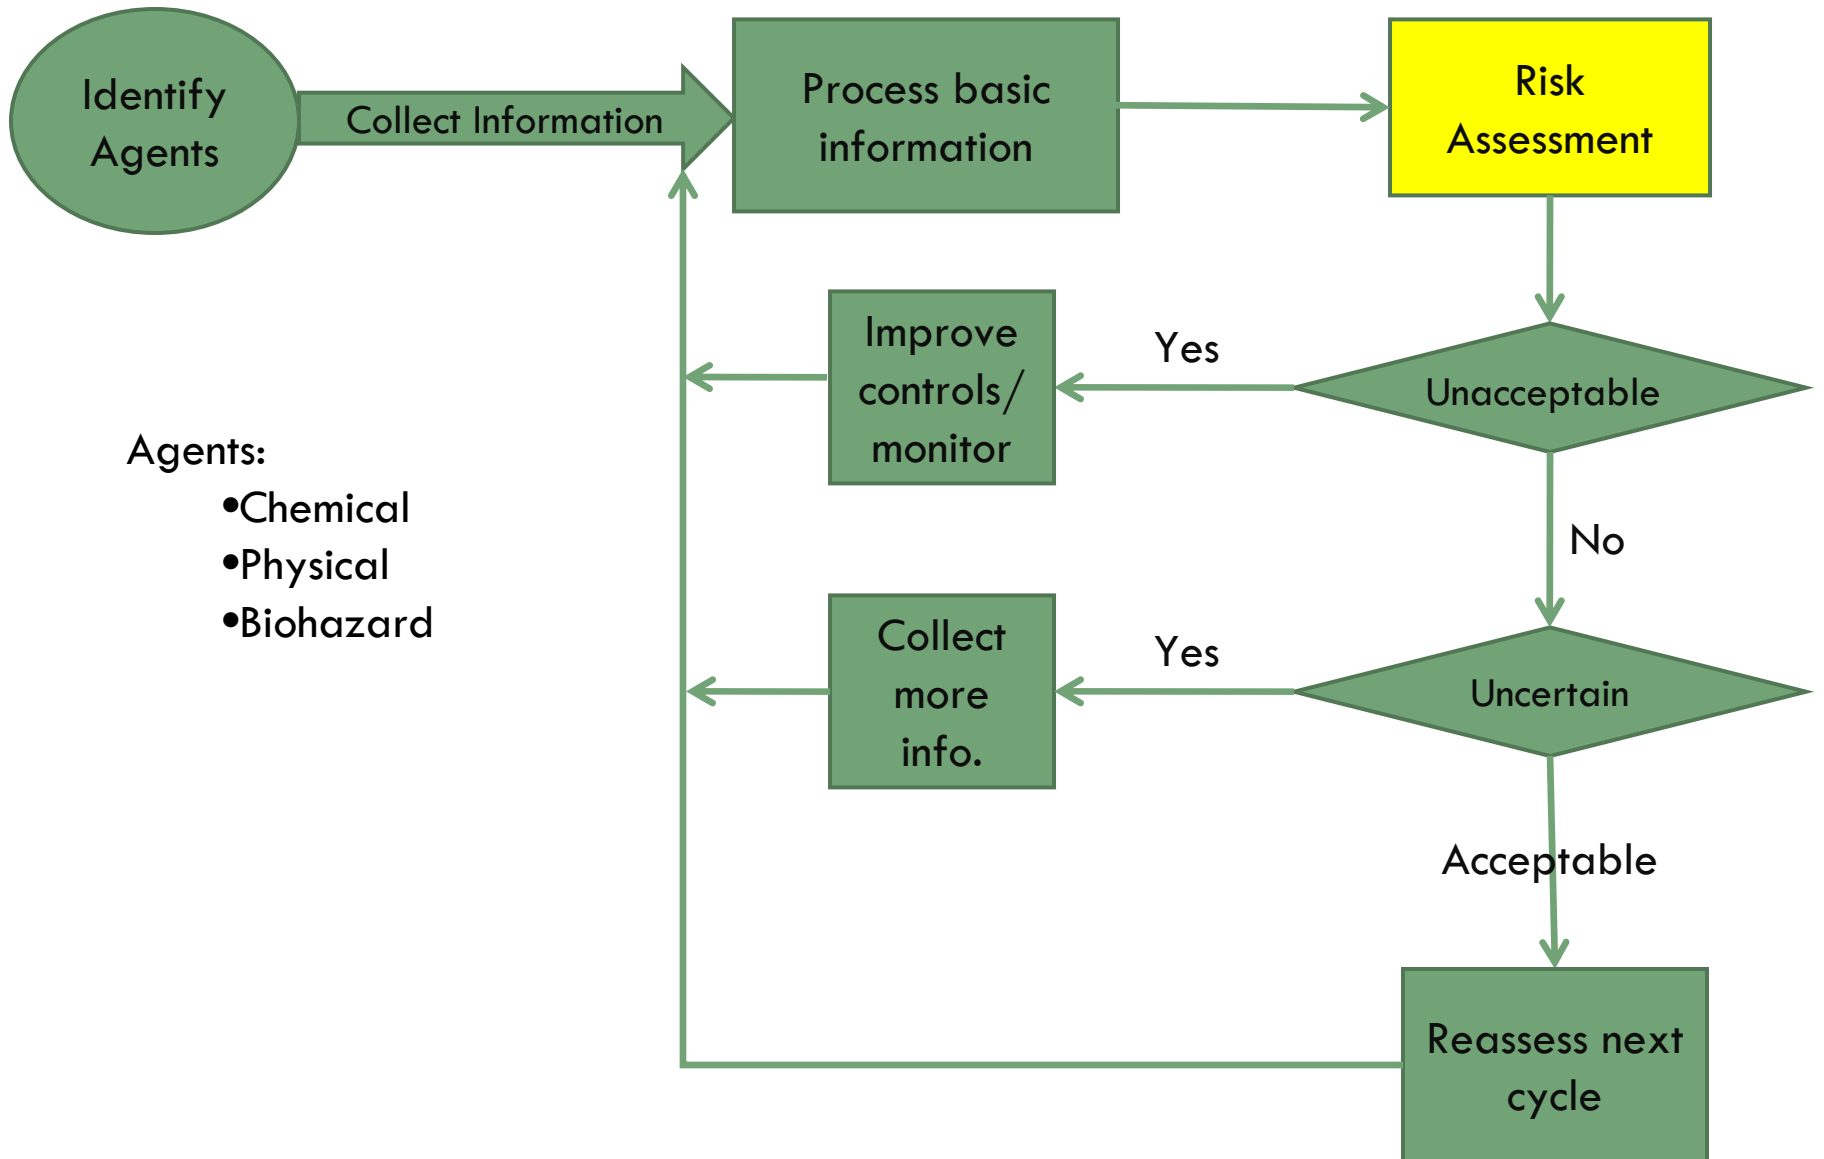 Identify
Agents
Collect Information
Process basic
information
Risk
Assessment
Improve
controls/
monitor
Yes
Unacceptable
Agents:
•Chemical
•Physical
•Biohazard
No
Collect
more
info.
Yes
Uncertain
Acceptable
Reassess next
cycle